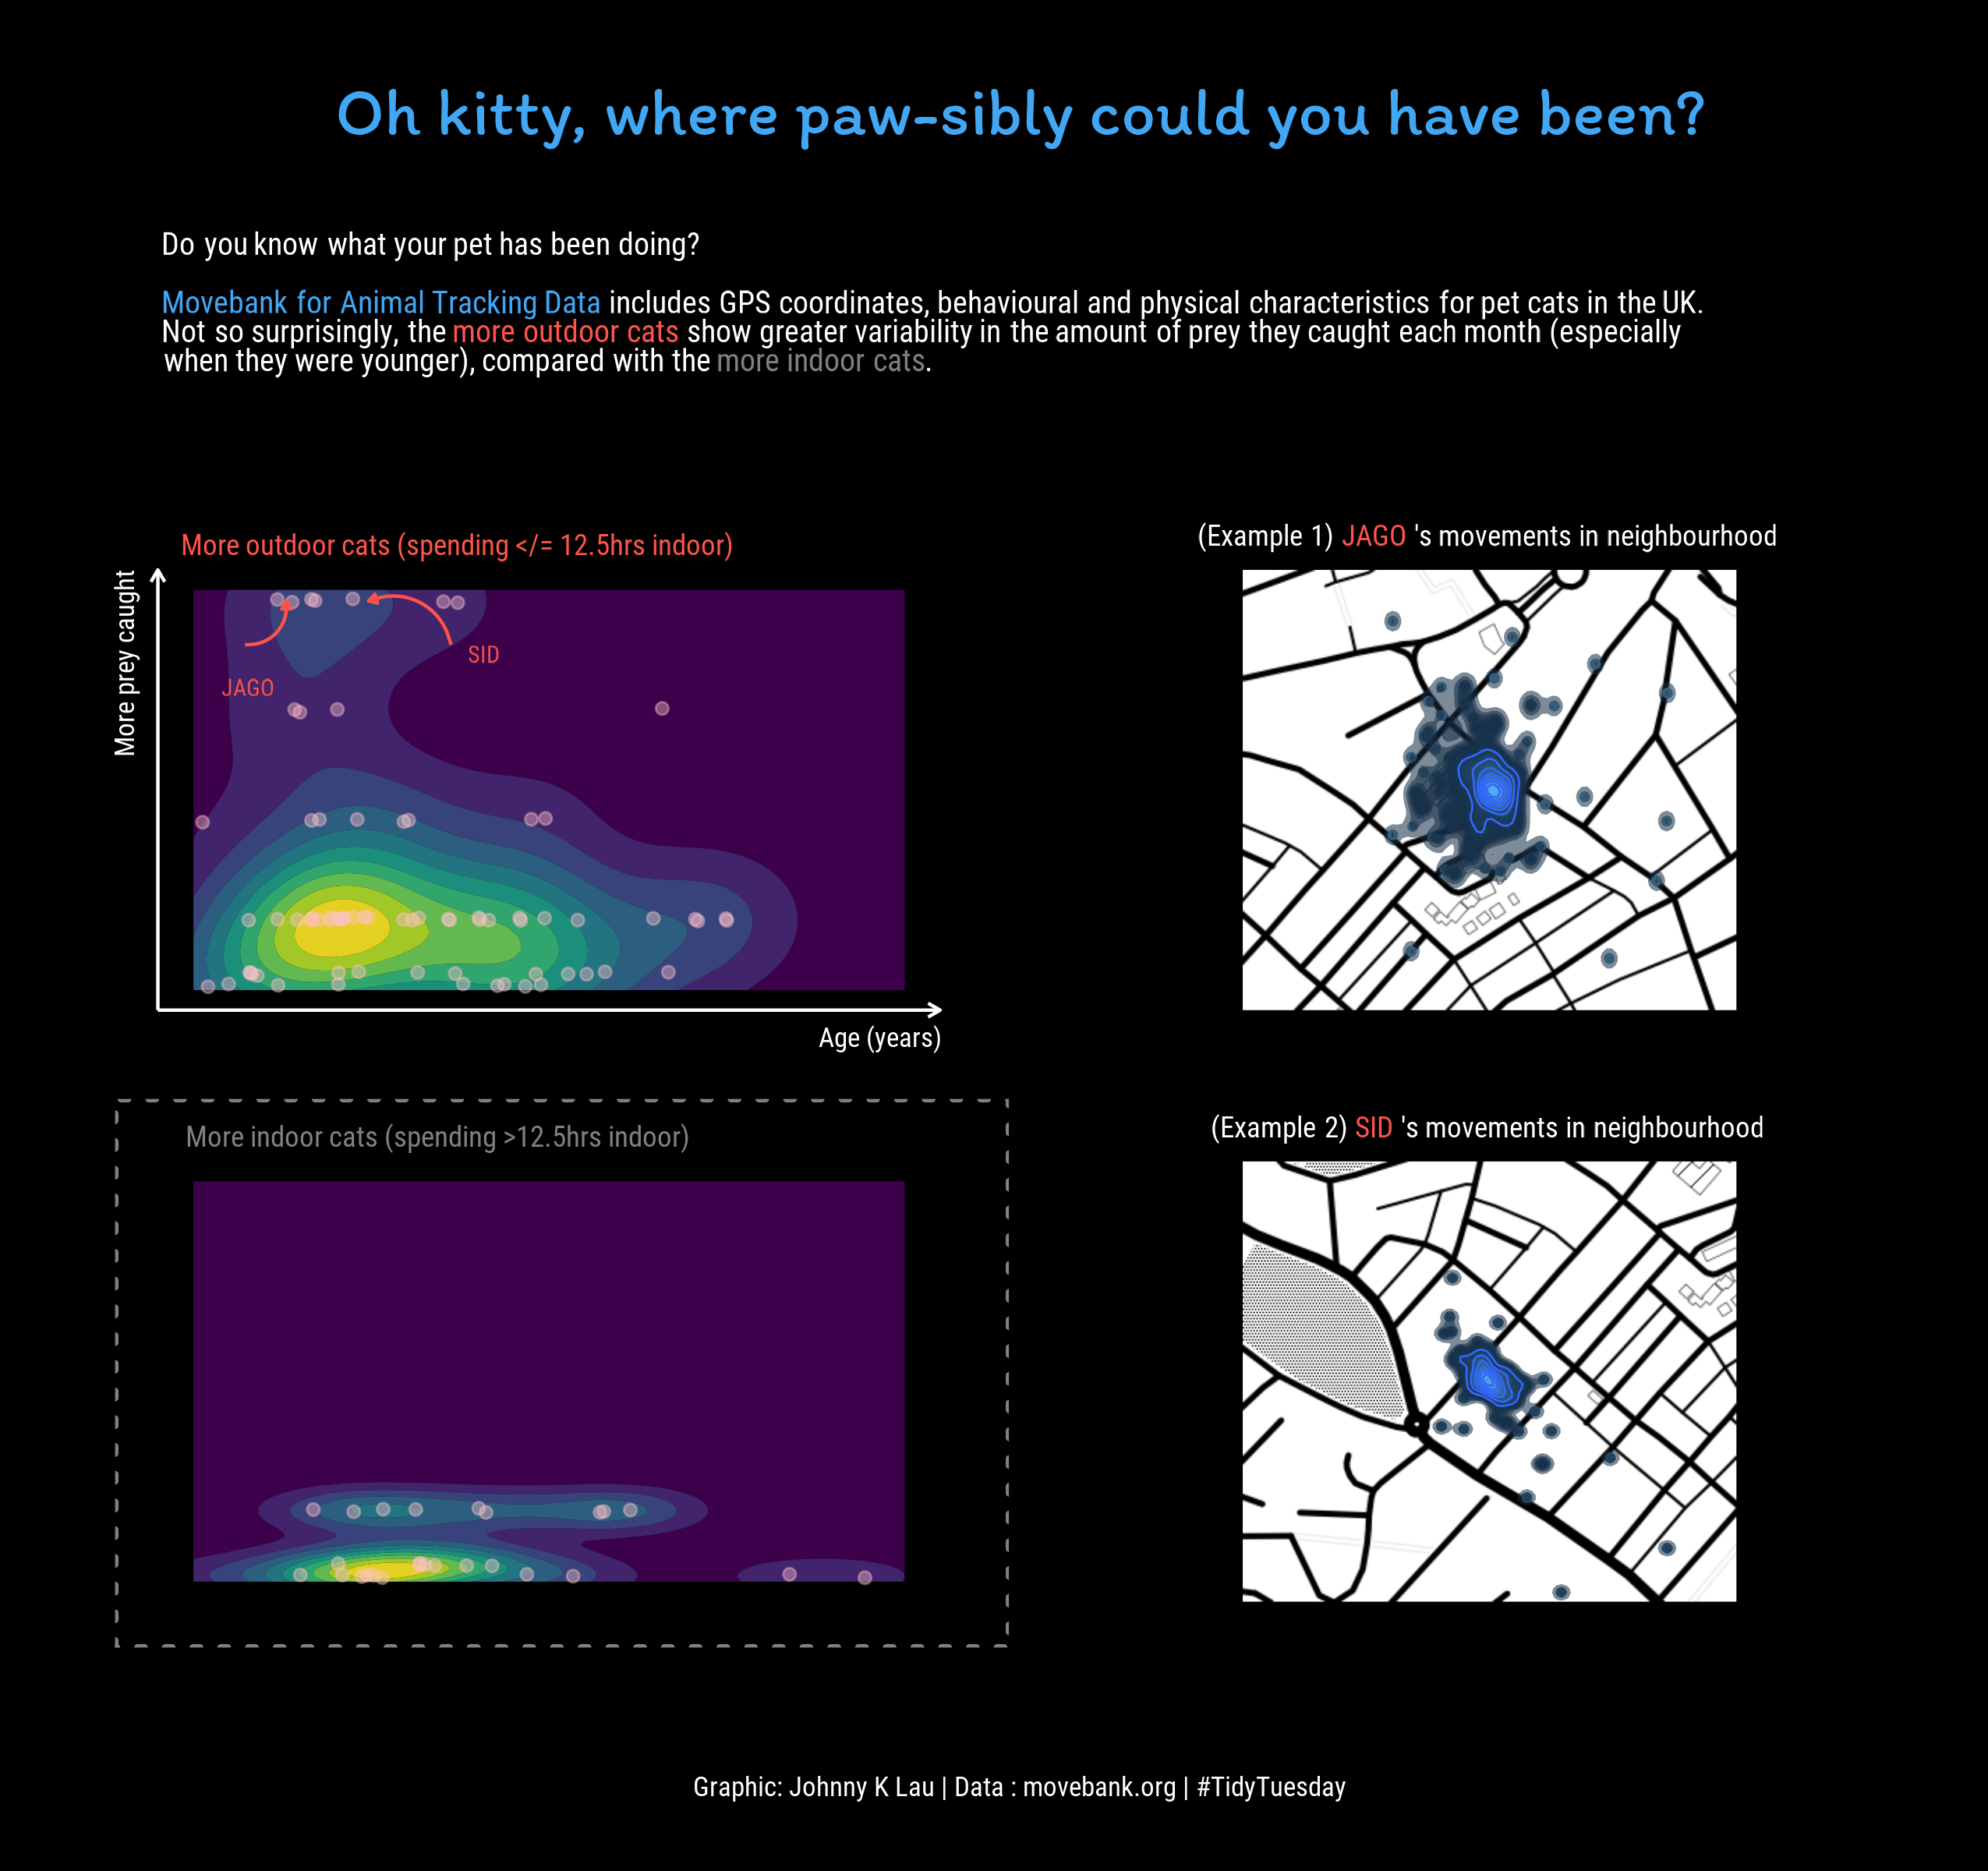 Oh kitty, where paw-sibly could you have been?
Do you know what your pet has been doing?
Movebank for Animal Tracking Data includes GPS coordinates, behavioural and physical characteristics for pet cats in the UK.
Not so surprisingly, the more outdoor cats show greater variability in the amount of prey they caught each month (especially
when they were younger), compared with the more indoor cats.
More outdoor cats (spending </= 12.5hrs indoor)
More prey caught
JAGO
SID
Age (years)
(Example 1) JAGO 's movements in neighbourhood
More indoor cats (spending >12.5hrs indoor)
(Example 2) SID 's movements in neighbourhood
Graphic: Johnny K Lau | Data : movebank.org | #TidyTuesday